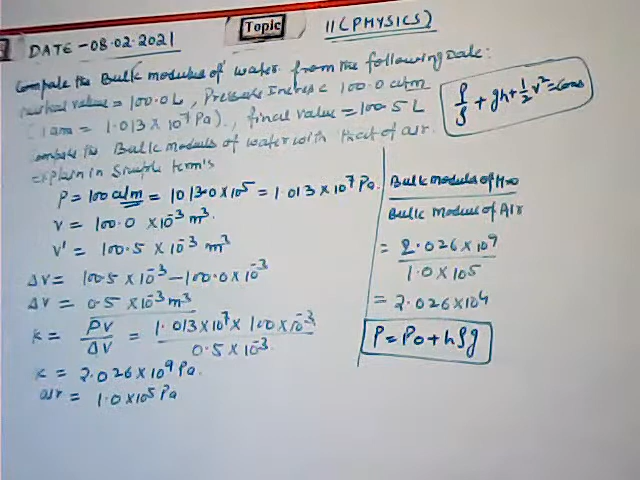 Topic
11 (PHYSICS)
DATE - 08.02.2021
Compute the Bulk modulus of water from the following Data:
value = 100.0 L, Pressure Increase 100.0 atm
(1 atm = 1.013 × 10⁷ Pa), final value = 100.5 L
Compate the Bulk Modulus of water with that of air.
explain in simple term's
P/ρ + gh + 1/2 v² = Cons
P = 100 atm = 1013.0 × 10⁵ = 1.013 × 10⁷ Pa
V = 100.0 × 10⁻³ m³
V' = 100.5 × 10⁻³ m³
ΔV = 100.5 × 10⁻³ – 100.0 × 10⁻³
ΔV = 0.5 × 10⁻³ m³
K = PV/ΔV = 1.013 × 10⁷ × 100 × 10⁻³ / 0.5 × 10⁻³
K = 2.026 × 10⁹ Pa.
air = 1.0 × 10⁵ Pa
Bulk modulus of H₂O
Bulk Modul of Air
= 2.026 × 10⁹ / 1.0 × 10⁵
= 2.026 × 10⁴
P = P₀ + hρg